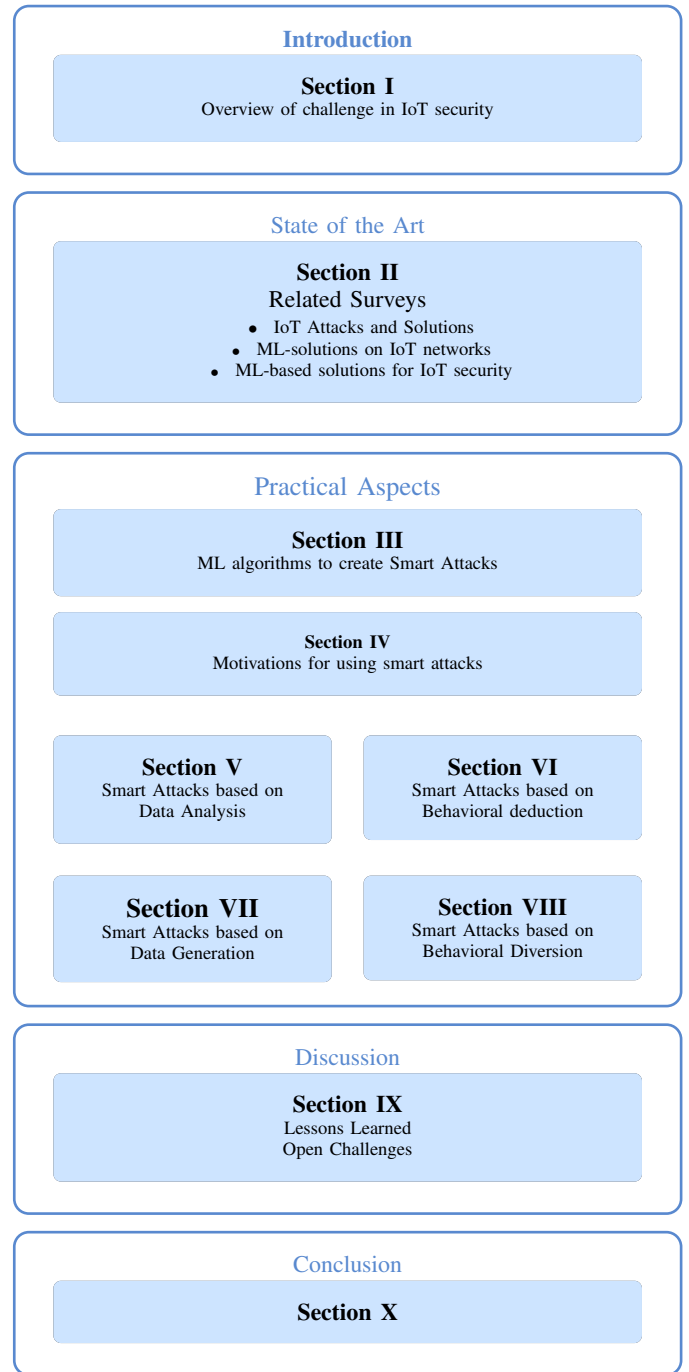 Introduction
Section I
Overview of challenge in IoT security
State of the Art
Section II
Related Surveys
• IoT Attacks and Solutions
• ML-solutions on IoT networks
• ML-based solutions for IoT security
Practical Aspects
Section III
ML algorithms to create Smart Attacks
Section IV
Motivations for using smart attacks
Section V
Smart Attacks based on
Data Analysis
Section VI
Smart Attacks based on
Behavioral deduction
Section VII
Smart Attacks based on
Data Generation
Section VIII
Smart Attacks based on
Behavioral Diversion
Discussion
Section IX
Lessons Learned
Open Challenges
Conclusion
Section X